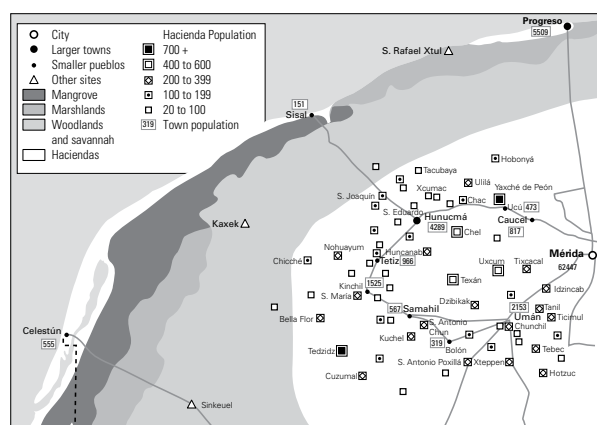 City
Larger towns
Smaller pueblos
Other sites
Mangrove
Marshlands
Woodlands
and savannah
Haciendas
Hacienda Population
700 +
400 to 600
200 to 399
100 to 199
20 to 100
319 Town population
Progreso
5509
S. Rafael Xtul
151
Sisal
Hobonyá
Tacubaya
Ulilá
Yaxché de Peón
Xcumac
S. Joaquín
Chac
Ucú 473
S. Eduardo
Hunucmá
4289
Caucel
817
Chel
Kaxek
Nohuayum
Huncanab
Mérida
62447
Chicché
Tetiz 966
Uxcum
Tixcacal
Texán
1525
Kinchil
Idzincab
S. María
Dzibikak
2153
Tanil
567
Samahil
Umán
Ticimul
Bella Flor
S. Antonio
Chun
Chunchil
Kuchel
319
Bolón
Celestún
555
Tedzidz
Tebec
S. Antonio Poxillá
Xteppen
Cuzumal
Hotzuc
Sinkeuel